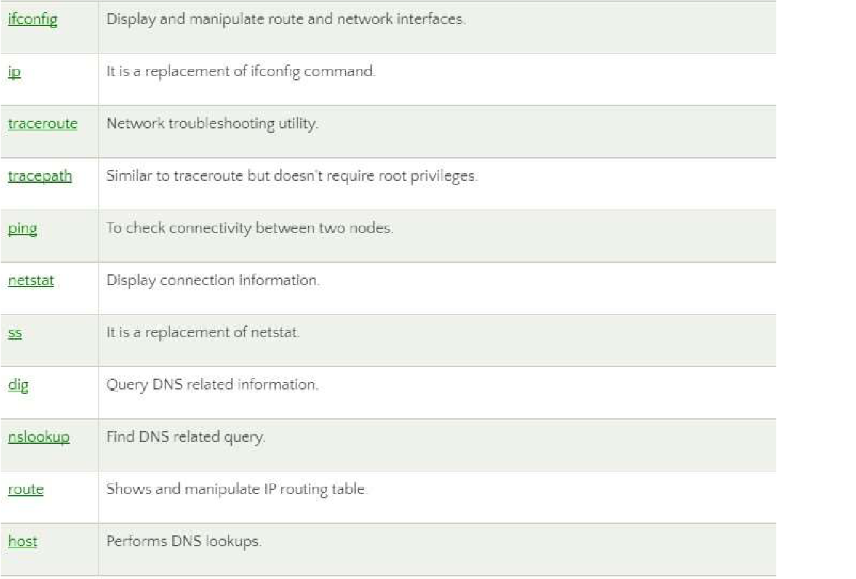 ifconfig Display and manipulate route and network interfaces.
ip It is a replacement of ifconfig command.
traceroute Network troubleshooting utility.
tracepath Similar to traceroute but doesn't require root privileges.
ping To check connectivity between two nodes.
netstat Display connection information.
ss It is a replacement of netstat.
dig Query DNS related information.
nslookup Find DNS related query.
route Shows and manipulate IP routing table.
host Performs DNS lookups.